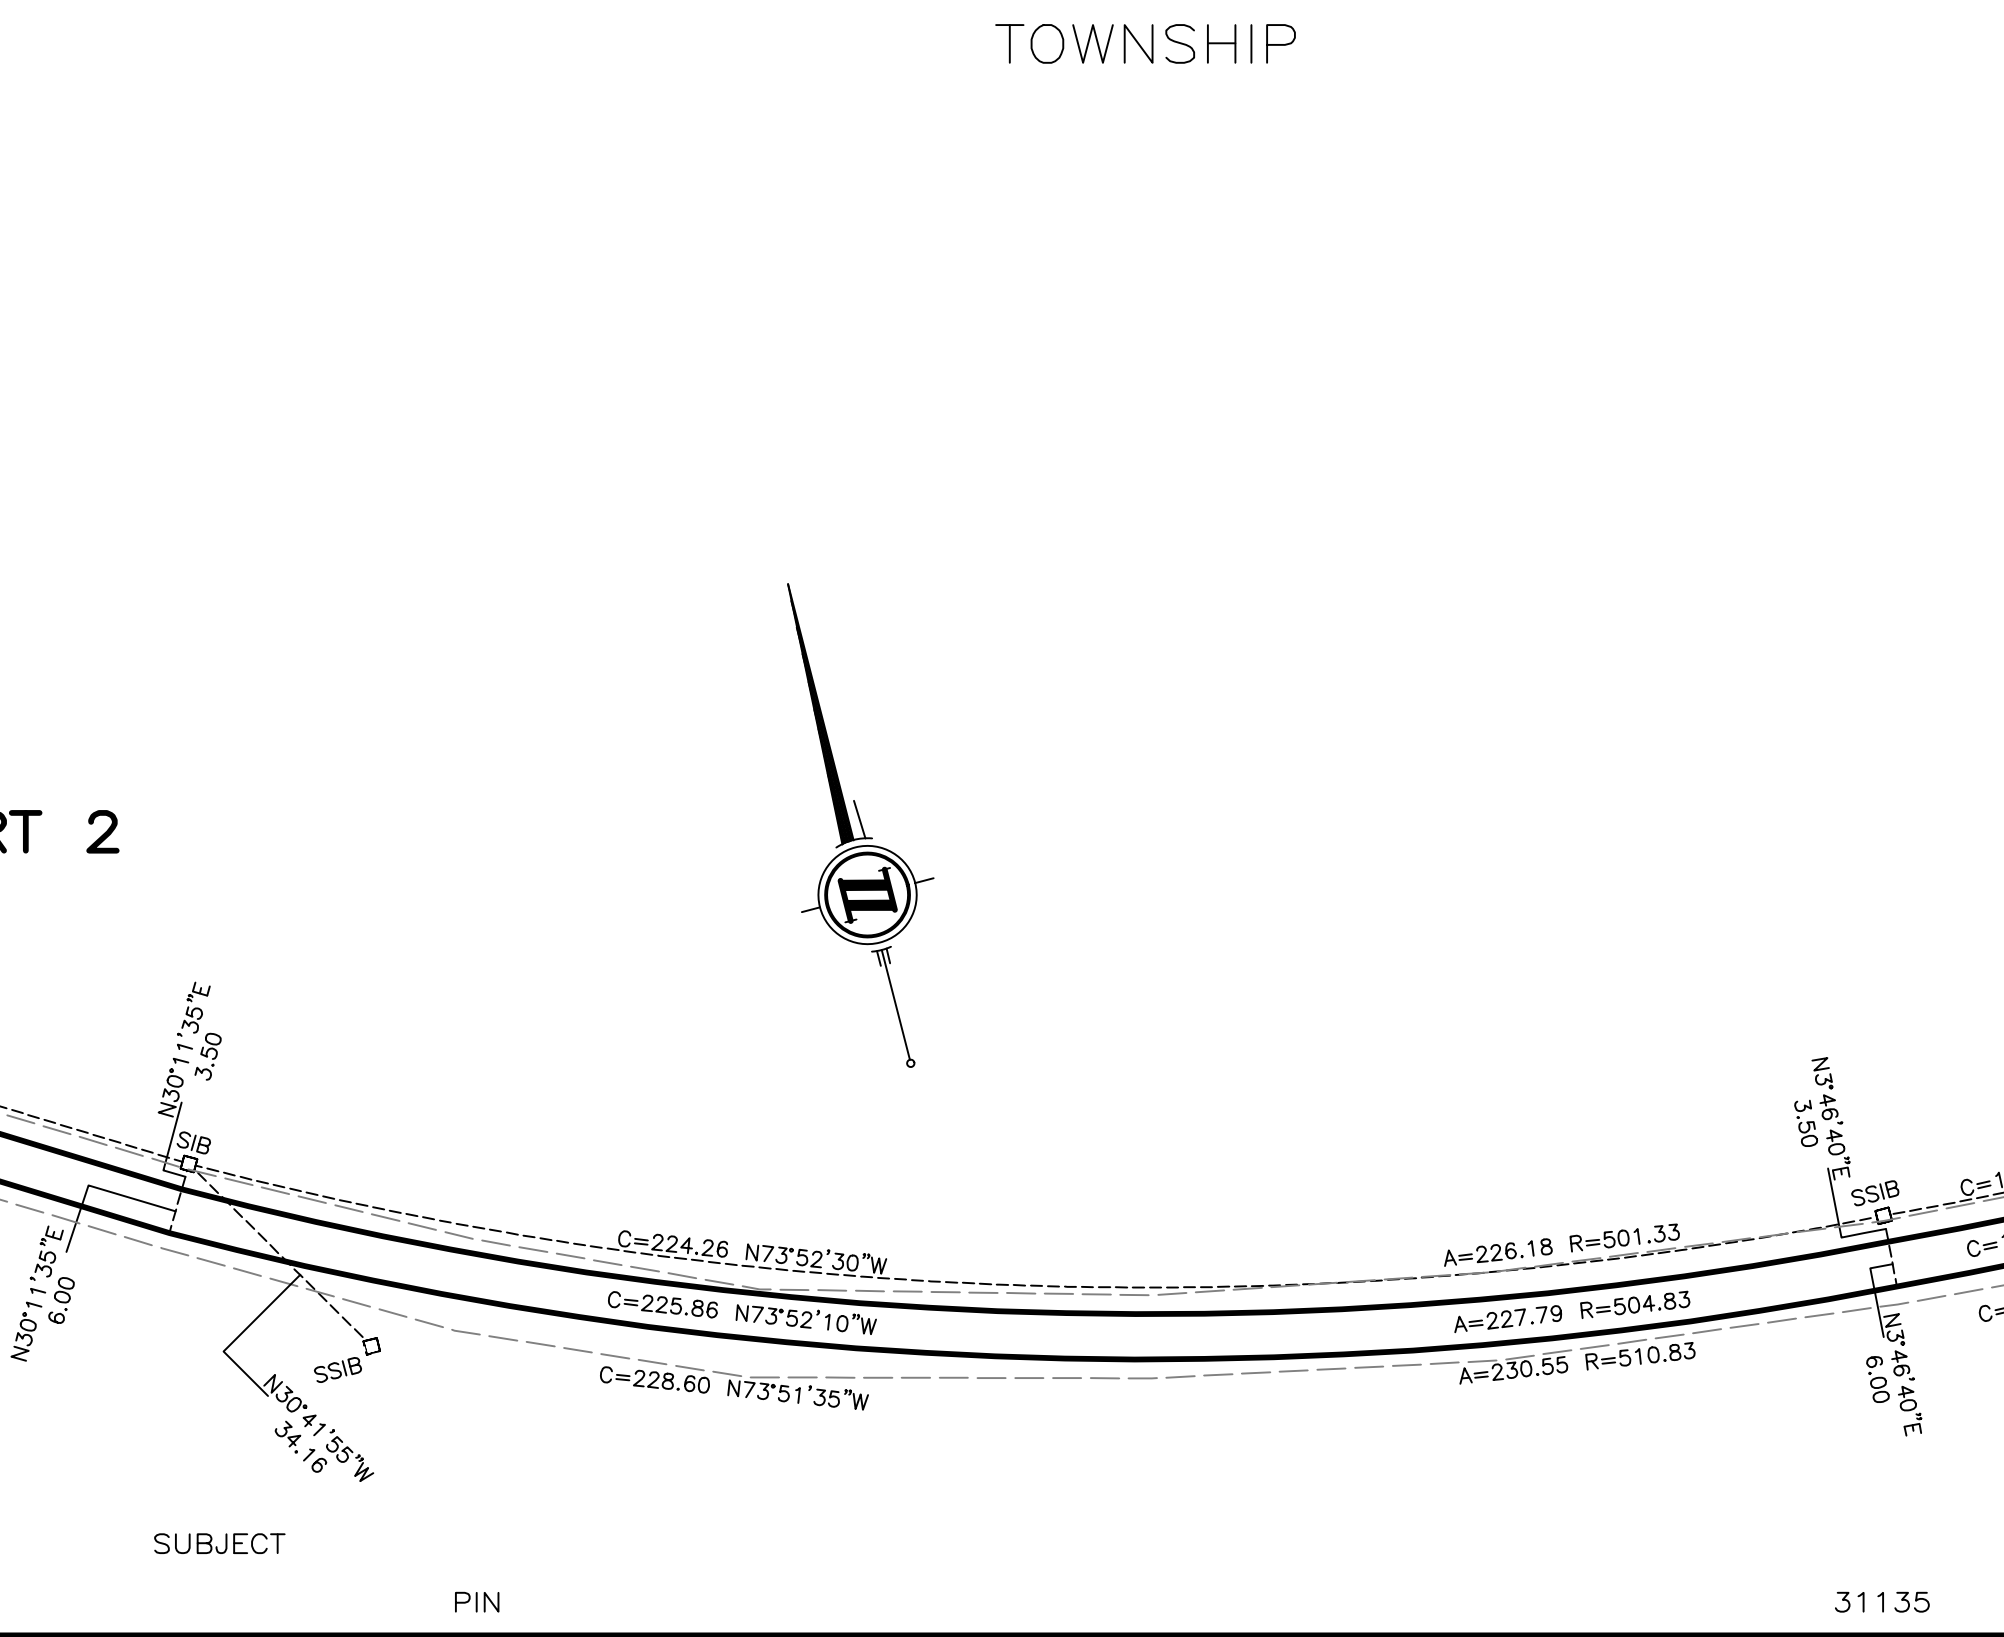 TOWNSHIP
RT 2
N30°11'35"E
3.50
SIB
N3°46'40"E
3.50
SSIB
C=1
C=224.26 N73°52'30"W
A=226.18 R=501.33
C=1
N30°11'35"E
6.00
C=225.86 N73°52'10"W
A=227.79 R=504.83
C=
SSIB
C=228.60 N73°51'35"W
A=230.55 R=510.83
N3°46'40"E
6.00
N30°41'55"W
34.16
SUBJECT
PIN
31135